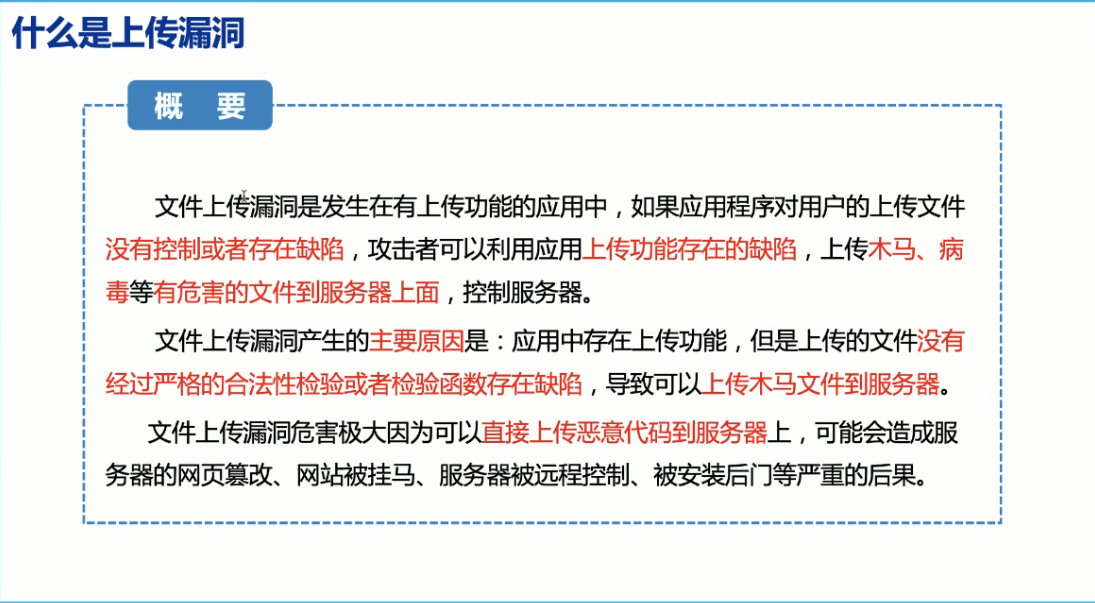 什么是上传漏洞
概 要
文件上传漏洞是发生在有上传功能的应用中，如果应用程序对用户的上传文件
没有控制或者存在缺陷，攻击者可以利用应用上传功能存在的缺陷，上传木马、病
毒等有危害的文件到服务器上面，控制服务器。
文件上传漏洞产生的主要原因是：应用中存在上传功能，但是上传的文件没有
经过严格的合法性检验或者检验函数存在缺陷，导致可以上传木马文件到服务器。
文件上传漏洞危害极大因为可以直接上传恶意代码到服务器上，可能会造成服
务器的网页篡改、网站被挂马、服务器被远程控制、被安装后门等严重的后果。